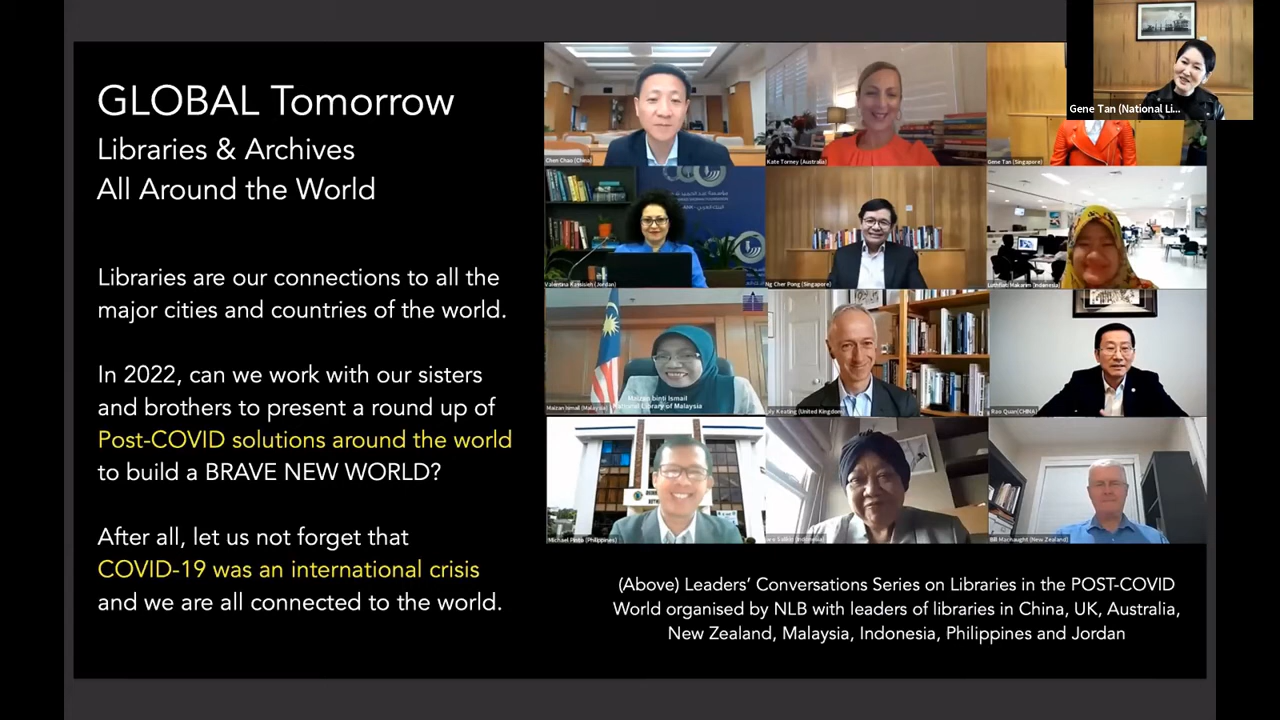 GLOBAL Tomorrow
Libraries & Archives
All Around the World
Libraries are our connections to all the
major cities and countries of the world.
In 2022, can we work with our sisters
and brothers to present a round up of
Post-COVID solutions around the world
to build a BRAVE NEW WORLD?
After all, let us not forget that
COVID-19 was an international crisis
and we are all connected to the world.
Gene Tan (National Li...
Chen Chao (China)
Kate Torney (Australia)
Gene Tan (Singapore)
(Jordan)
Ng Cher Pong (Singapore)
Makarim (Indonesia)
Maizan Ismail (Malaysia)
Maizan binti Ismail
Library of Malaysia
Keating (United Kingdom)
Rao Quan(CHINA)
Michael Pinto (Philippines)
(Indonesia)
Bill Macnaught (New Zealand)
(Above) Leaders' Conversations Series on Libraries in the POST-COVID
World organised by NLB with leaders of libraries in China, UK, Australia,
New Zealand, Malaysia, Indonesia, Philippines and Jordan